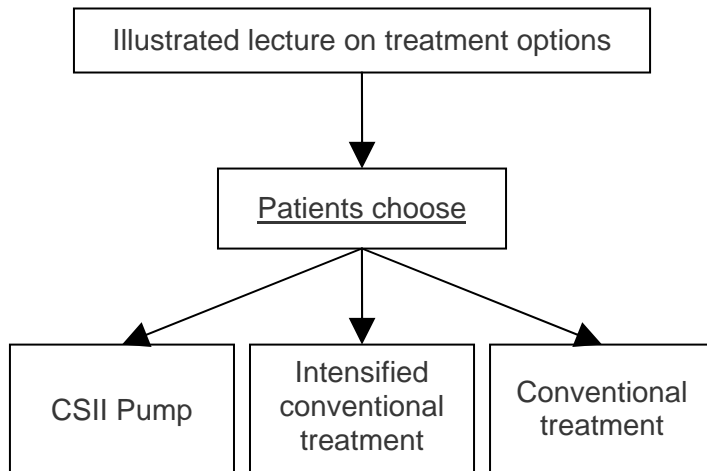 Illustrated lecture on treatment options
Patients choose
CSII Pump
Intensified
conventional
treatment
Conventional
treatment